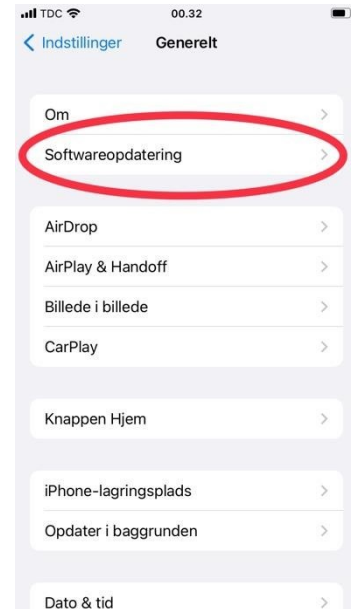 TDC 00.32
Indstillinger Generelt
Om
Softwareopdatering
AirDrop
AirPlay & Handoff
Billede i billede
CarPlay
Knappen Hjem
iPhone-lagringsplads
Opdater i baggrunden
Dato & tid